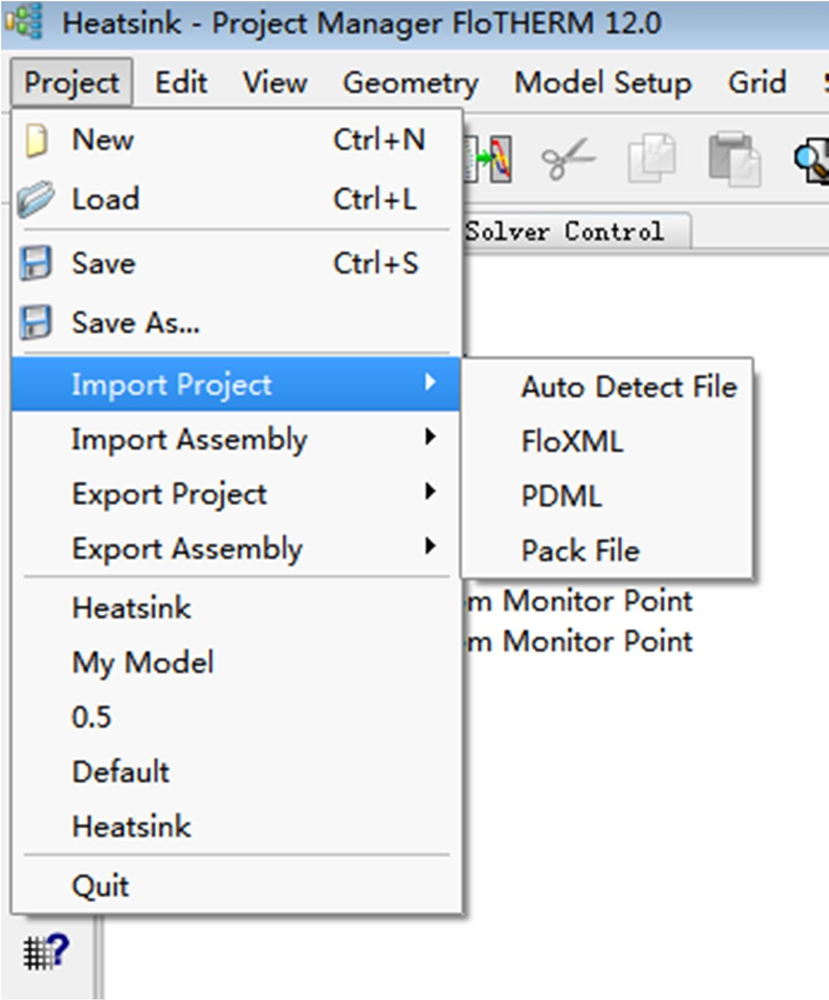 Heatsink - Project Manager FloTHERM 12.0
Project Edit View Geometry Model Setup Grid
New Ctrl+N
Load Ctrl+L
Solver Control
Save Ctrl+S
Save As...
Import Project
Auto Detect File
Import Assembly
FloXML
Export Project
PDML
Export Assembly
Pack File
Heatsink
m Monitor Point
m Monitor Point
My Model
0.5
Default
Heatsink
Quit